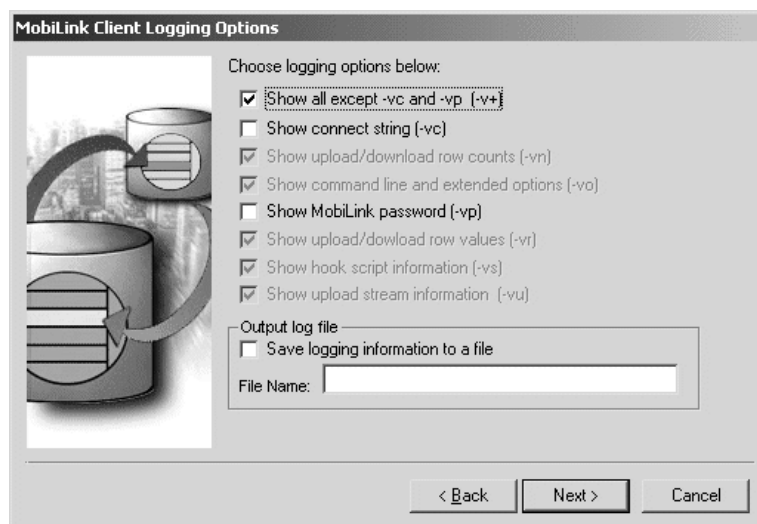 MobiLink Client Logging Options
Choose logging options below:
Show all except -vc and -vp (-v+)
Show connect string (-vc)
Show upload/download row counts (-vn)
Show command line and extended options (-vo)
Show MobiLink password (-vp)
Show upload/dowload row values (-vr)
Show hook script information (-vs)
Show upload stream information (-vu)
Output log file
Save logging information to a file
File Name:
< Back
Next >
Cancel